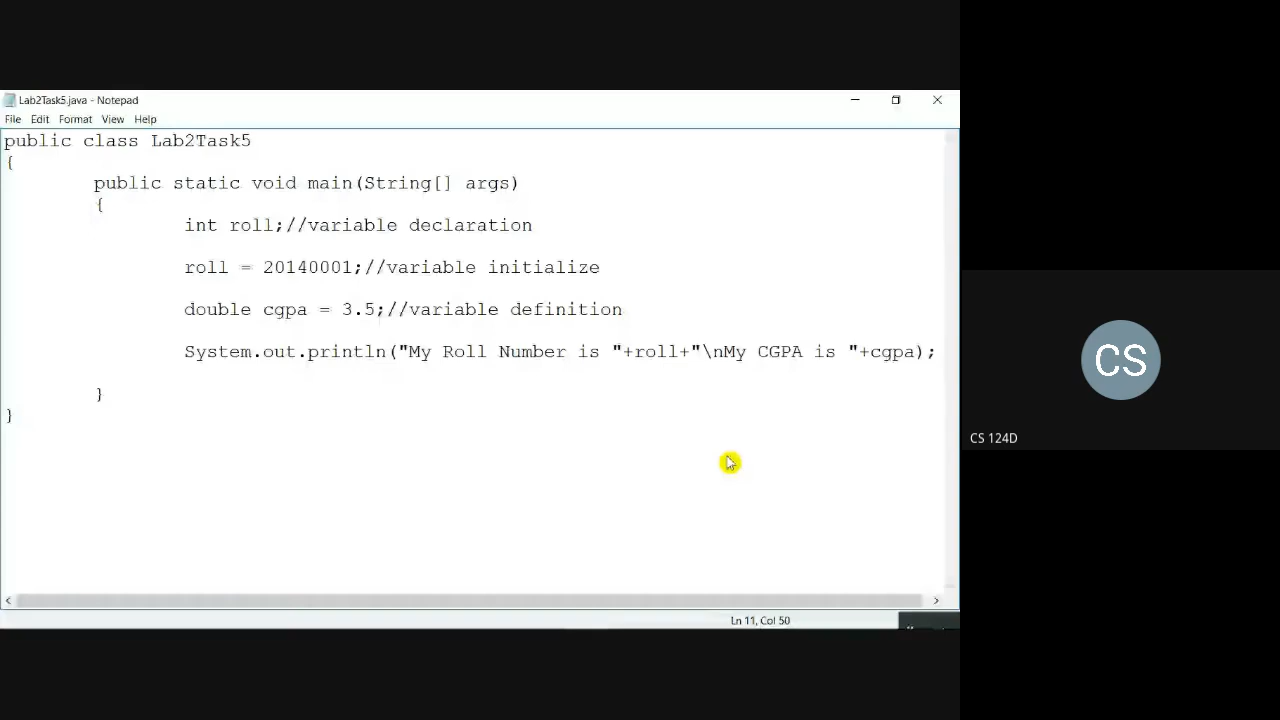 Lab2Task5.java - Notepad
File Edit Format View Help
public class Lab2Task5
{
public static void main(String[] args)
{
int roll;//variable declaration
roll = 20140001;//variable initialize
double cgpa = 3.5;//variable definition
System.out.println("My Roll Number is "+roll+"\nMy CGPA is "+cgpa);
}
}
Ln 11, Col 50
CS
CS 124D